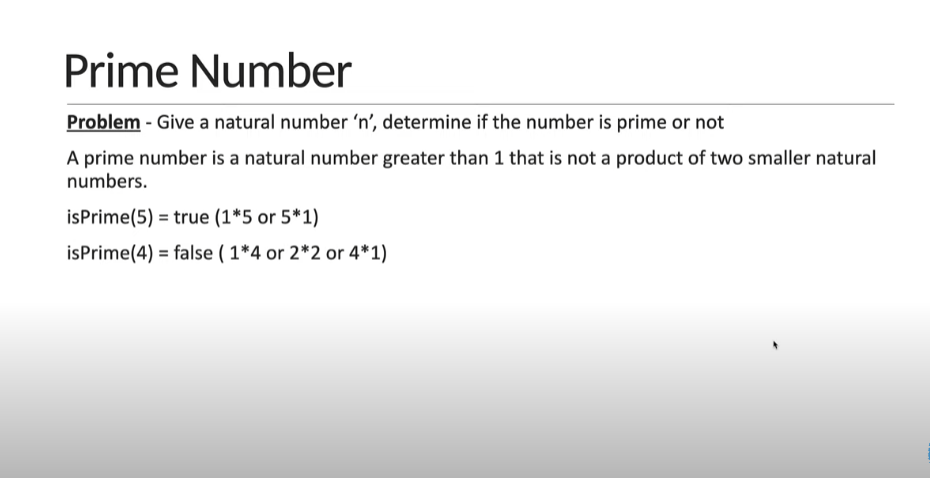 Prime Number
Problem - Give a natural number ‘n’, determine if the number is prime or not
A prime number is a natural number greater than 1 that is not a product of two smaller natural
numbers.
isPrime(5) = true (1*5 or 5*1)
isPrime(4) = false ( 1*4 or 2*2 or 4*1)